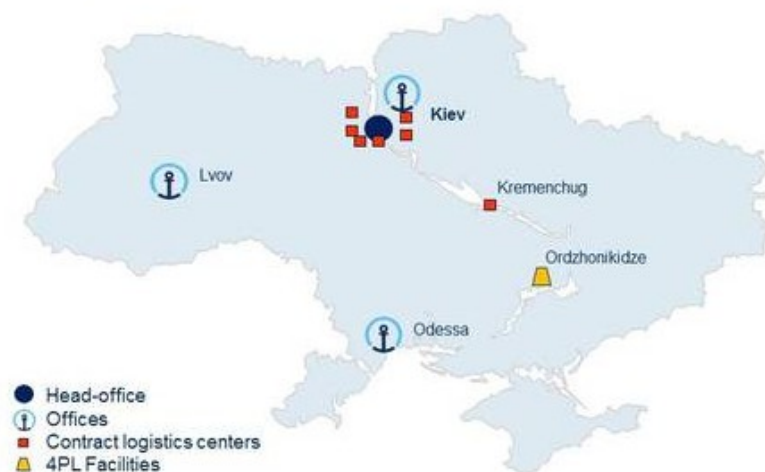 Kiev
Lvov
Kremenchug
Ordzhonikidze
Odessa
Head-office
Offices
Contract logistics centers
4PL Facilities